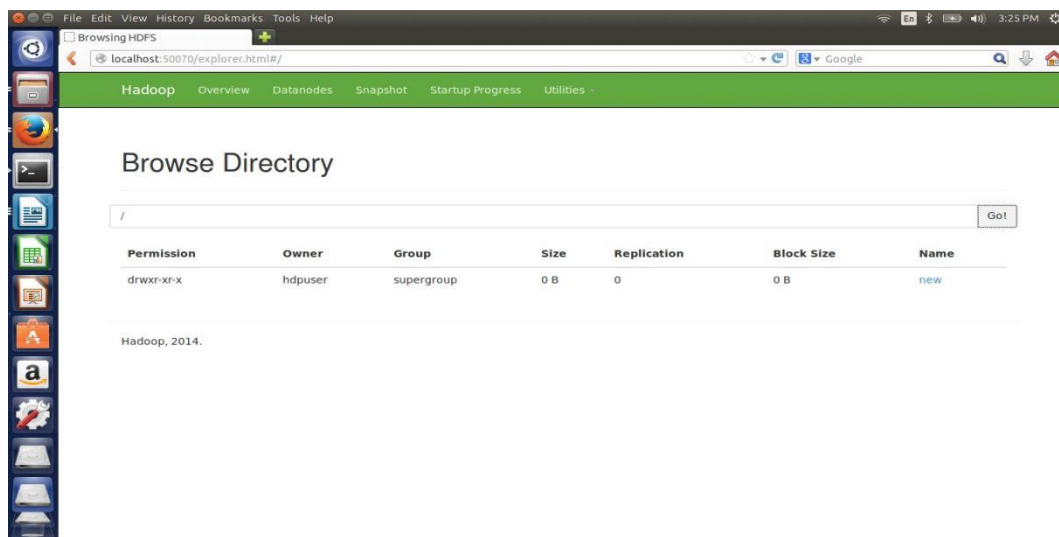 File Edit View History Bookmarks Tools Help En 3:25 PM
Browsing HDFS
localhost:50070/explorer.html#/ Google
Hadoop Overview Datanodes Snapshot Startup Progress Utilities
Browse Directory
/ Go!
Permission Owner Group Size Replication Block Size Name
drwxr-xr-x hdpuser supergroup 0 B 0 0 B new
Hadoop, 2014.
a